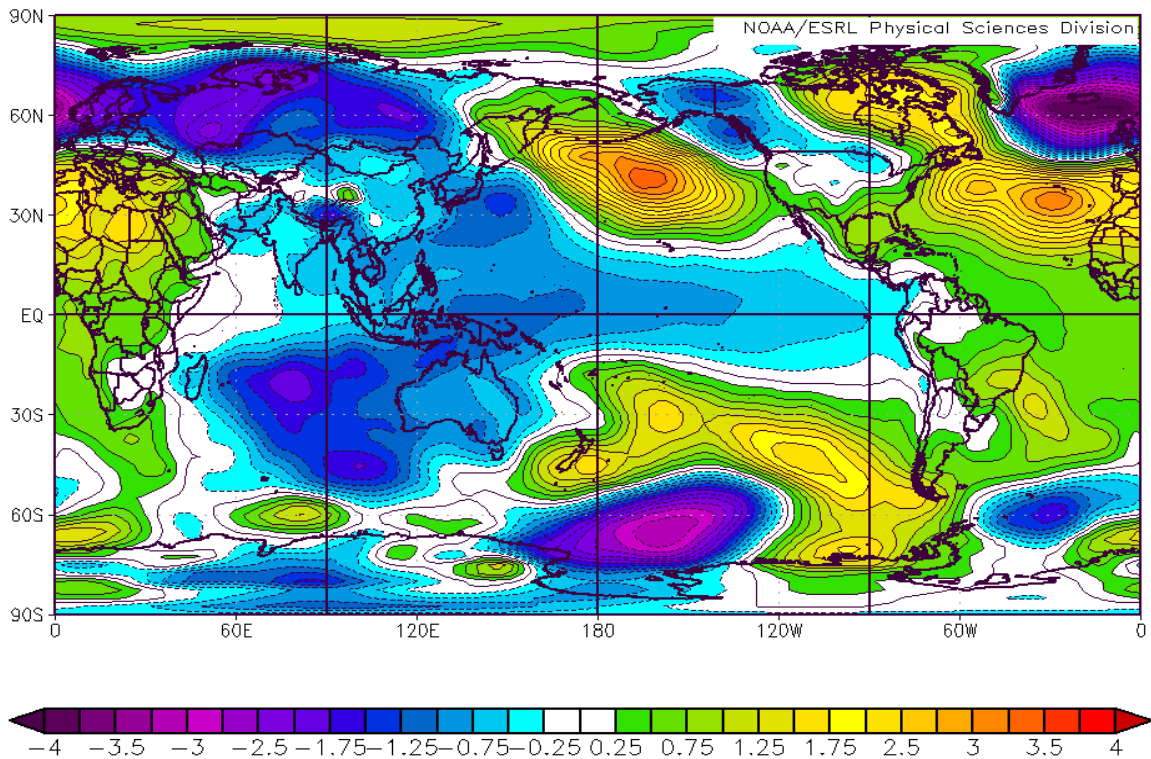 90N
NOAA/ESRL Physical Sciences Division
60N
30N
EQ
30S
60S
90S
0 60E 120E 180 120W 60W 0
-4 -3.5 -3 -2.5 -1.75 -1.25 -0.75 -0.25 0.25 0.75 1.25 1.75 2.5 3 3.5 4